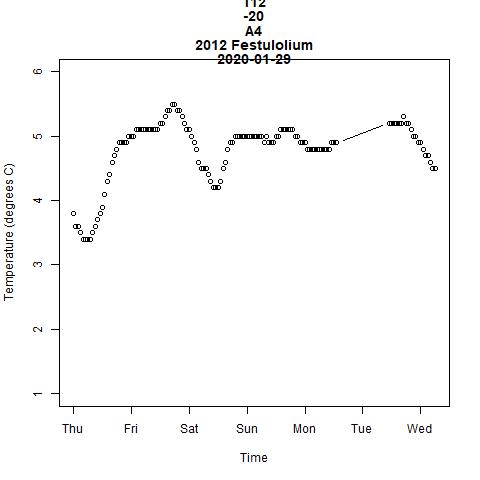 T12
-20
A4
2012 Festulolium
2020-01-29
6
5
4
3
2
1
Temperature (degrees C)
Thu Fri Sat Sun Mon Tue Wed
Time